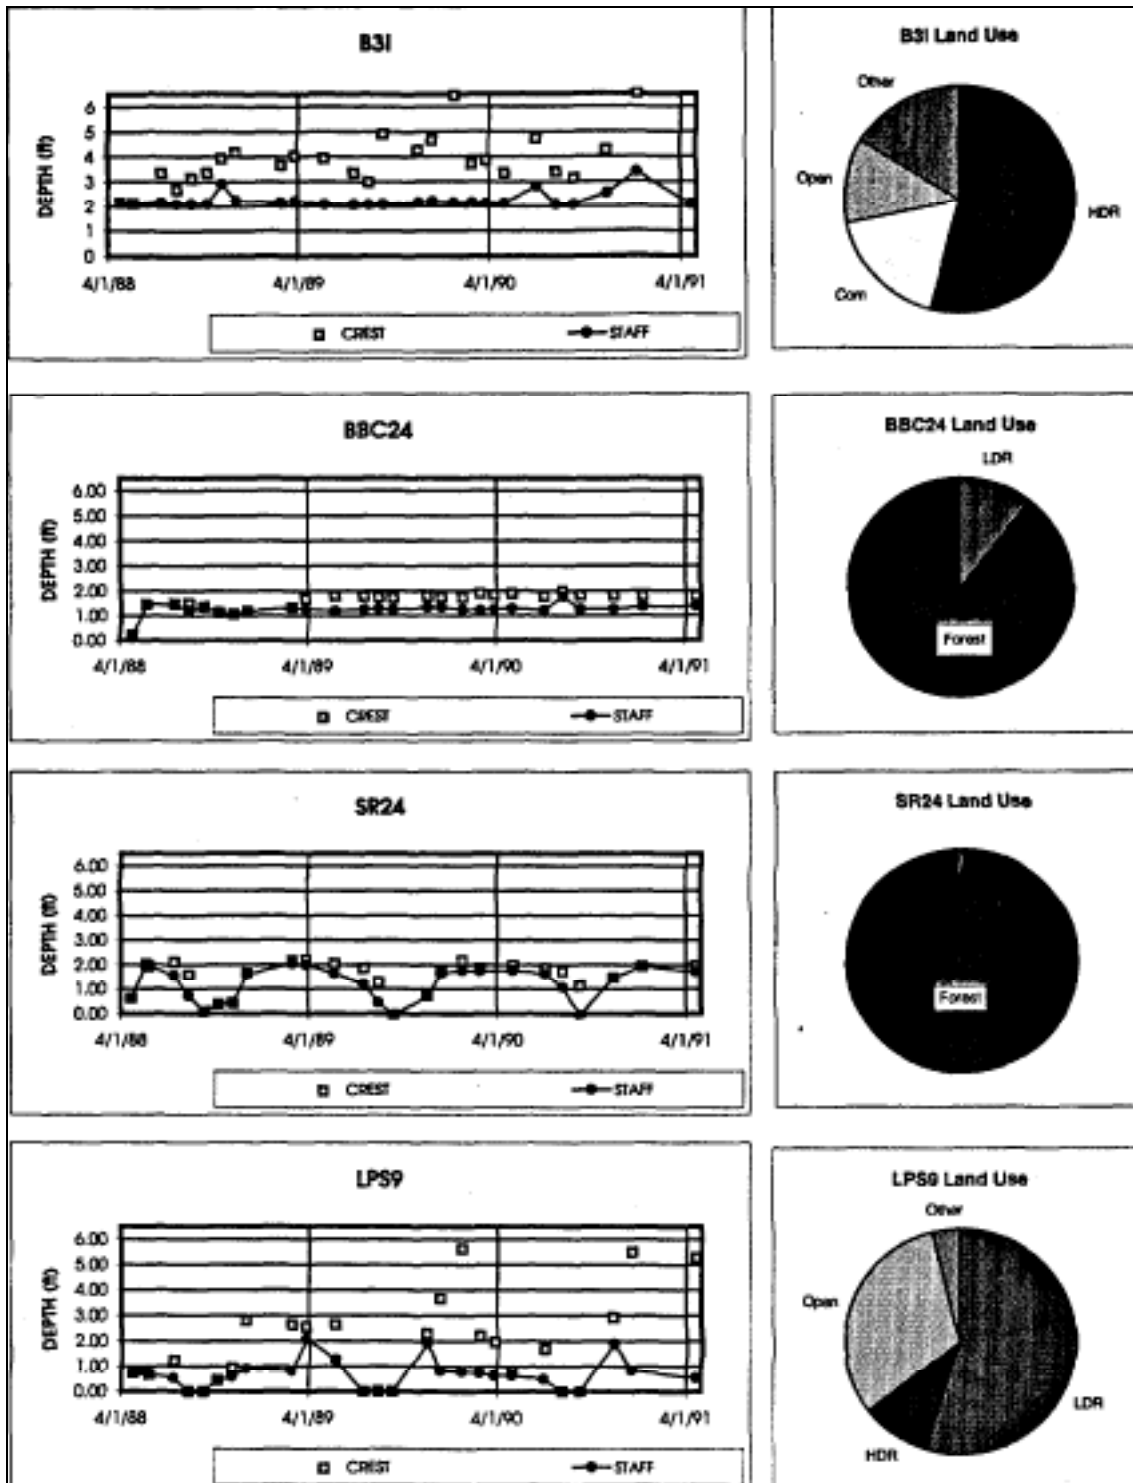 B3I
B3I Land Use
DEPTH (ft)
6
5
4
3
2
1
0
4/1/88
4/1/89
4/1/90
4/1/91
CREST
STAFF
Other
Open
Com
HDR
BBC24
BBC24 Land Use
DEPTH (ft)
6.00
5.00
4.00
3.00
2.00
1.00
0.00
4/1/88
4/1/89
4/1/90
4/1/91
CREST
STAFF
LDR
Forest
SR24
SR24 Land Use
DEPTH (ft)
6.00
5.00
4.00
3.00
2.00
1.00
0.00
4/1/88
4/1/89
4/1/90
4/1/91
CREST
STAFF
Forest
LPS9
LPS9 Land Use
DEPTH (ft)
6.00
5.00
4.00
3.00
2.00
1.00
0.00
4/1/88
4/1/89
4/1/90
4/1/91
CREST
STAFF
Other
Open
HDR
LDR